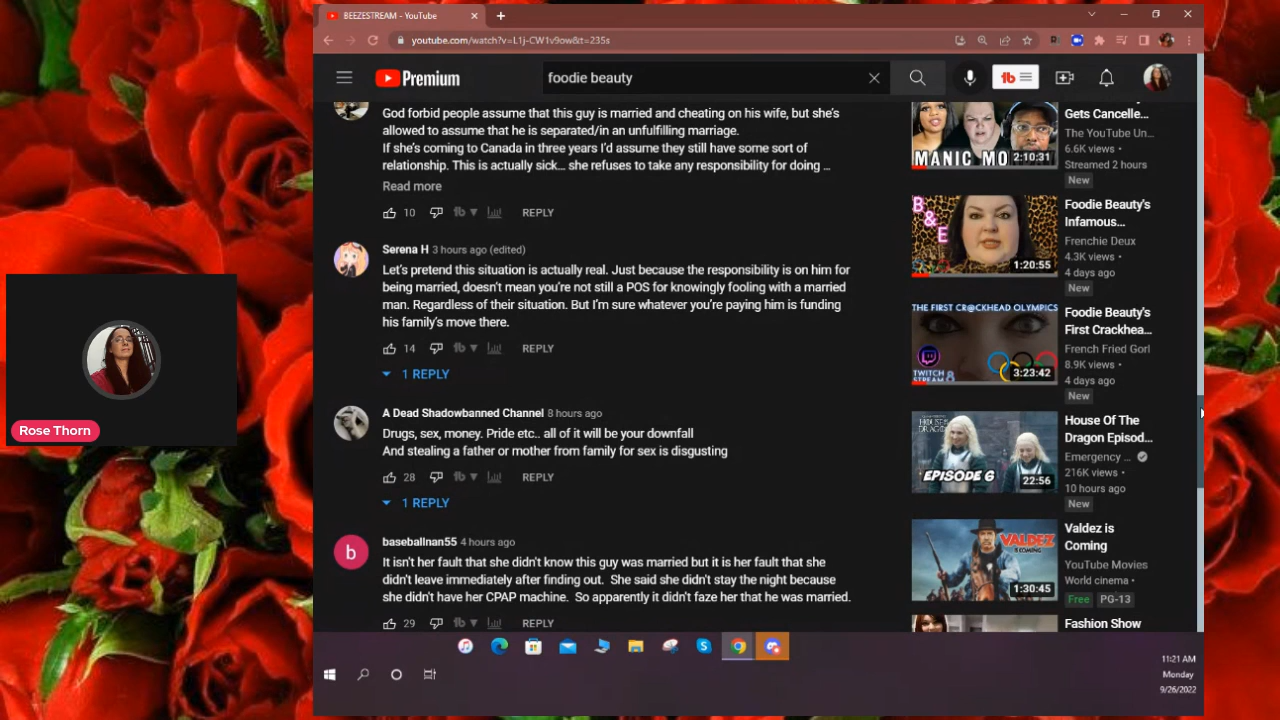 BEEZESTREAM - YouTube
youtube.com/watch?v=L1j-CW1v9ow&t=235s
Premium
foodie beauty
God forbid people assume that this guy is married and cheating on his wife, but she's
allowed to assume that he is separated/in an unfulfilling marriage.
If she's coming to Canada in three years I'd assume they still have some sort of
relationship. This is actually sick... she refuses to take any responsibility for doing ...
Read more
10
REPLY
Serena H 3 hours ago (edited)
Let's pretend this situation is actually real. Just because the responsibility is on him for
being married, doesn't mean you're not still a POS for knowingly fooling with a married
man. Regardless of their situation. But I'm sure whatever you're paying him is funding
his family's move there.
14
REPLY
1 REPLY
A Dead Shadowbanned Channel 8 hours ago
Drugs, sex, money. Pride etc.. all of it will be your downfall
And stealing a father or mother from family for sex is disgusting
28
REPLY
1 REPLY
b
baseballnan55 4 hours ago
It isn't her fault that she didn't know this guy was married but it is her fault that she
didn't leave immediately after finding out. She said she didn't stay the night because
she didn't have her CPAP machine. So apparently it didn't faze her that he was married.
29
REPLY
MANIC MO
2:10:31
Gets Cancelle...
The YouTube Un...
6.6K views •
Streamed 2 hours
New
B
&
E
1:20:55
Foodie Beauty's
Infamous...
Frenchie Deux
4.3K views •
4 days ago
New
THE FIRST CR@CKHEAD OLYMPICS
TWITCH
STREAM 8
3:23:42
Foodie Beauty's
First Crackhea...
French Fried Gorl
8.9K views •
4 days ago
New
EPISODE 6
22:56
House Of The
Dragon Episod...
Emergency ...
216K views •
10 hours ago
New
VALDEZ
IS COMING
1:30:45
Valdez is
Coming
YouTube Movies
World cinema •
Free PG-13
Fashion Show
Rose Thorn
11:21 AM
Monday
9/26/2022